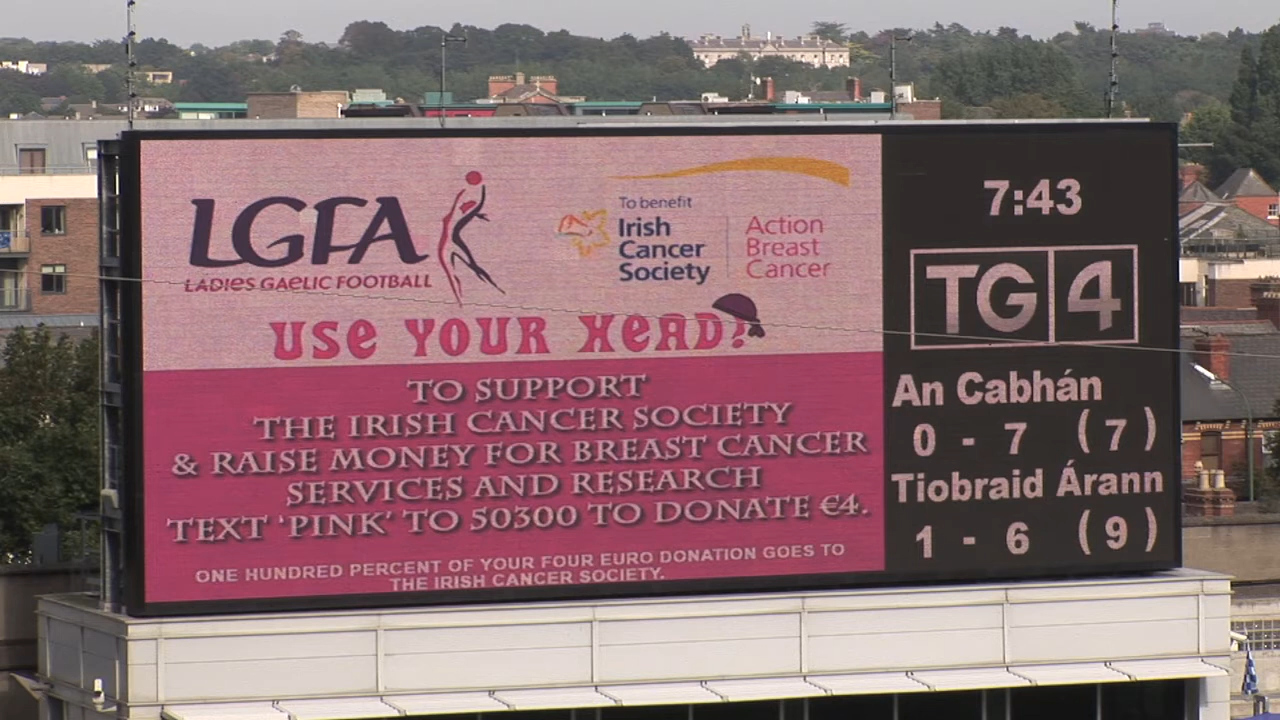 LGFA
LADIES GAELIC FOOTBALL
To benefit
Irish
Cancer
Society
Action
Breast
Cancer
USE YOUR HEAD!
TO SUPPORT
THE IRISH CANCER SOCIETY
& RAISE MONEY FOR BREAST CANCER
SERVICES AND RESEARCH
TEXT 'PINK' TO 50300 TO DONATE €4.
ONE HUNDRED PERCENT OF YOUR FOUR EURO DONATION GOES TO
THE IRISH CANCER SOCIETY.
7:43
TG4
An Cabhán
0 - 7 (7)
Tiobraid Árann
1 - 6 (9)